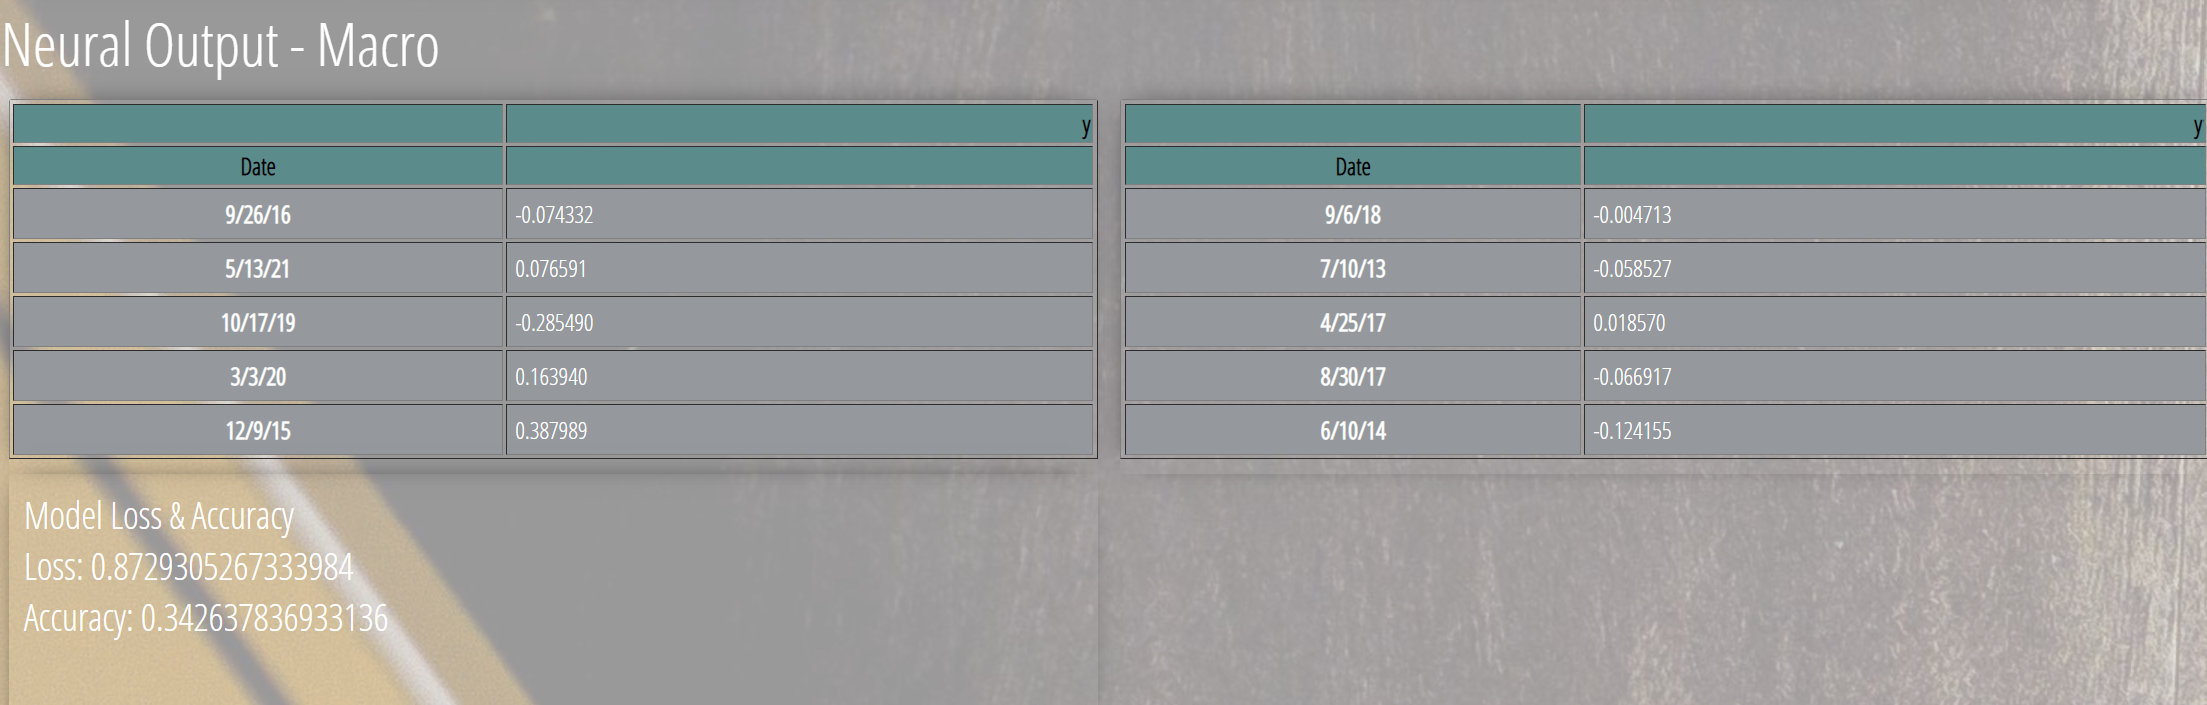 Neural Output - Macro
y
Date
9/26/16 -0.074332
5/13/21 0.076591
10/17/19 -0.285490
3/3/20 0.163940
12/9/15 0.387989
y
Date
9/6/18 -0.004713
7/10/13 -0.058527
4/25/17 0.018570
8/30/17 -0.066917
6/10/14 -0.124155
Model Loss & Accuracy
Loss: 0.8729305267333984
Accuracy: 0.342637836933136